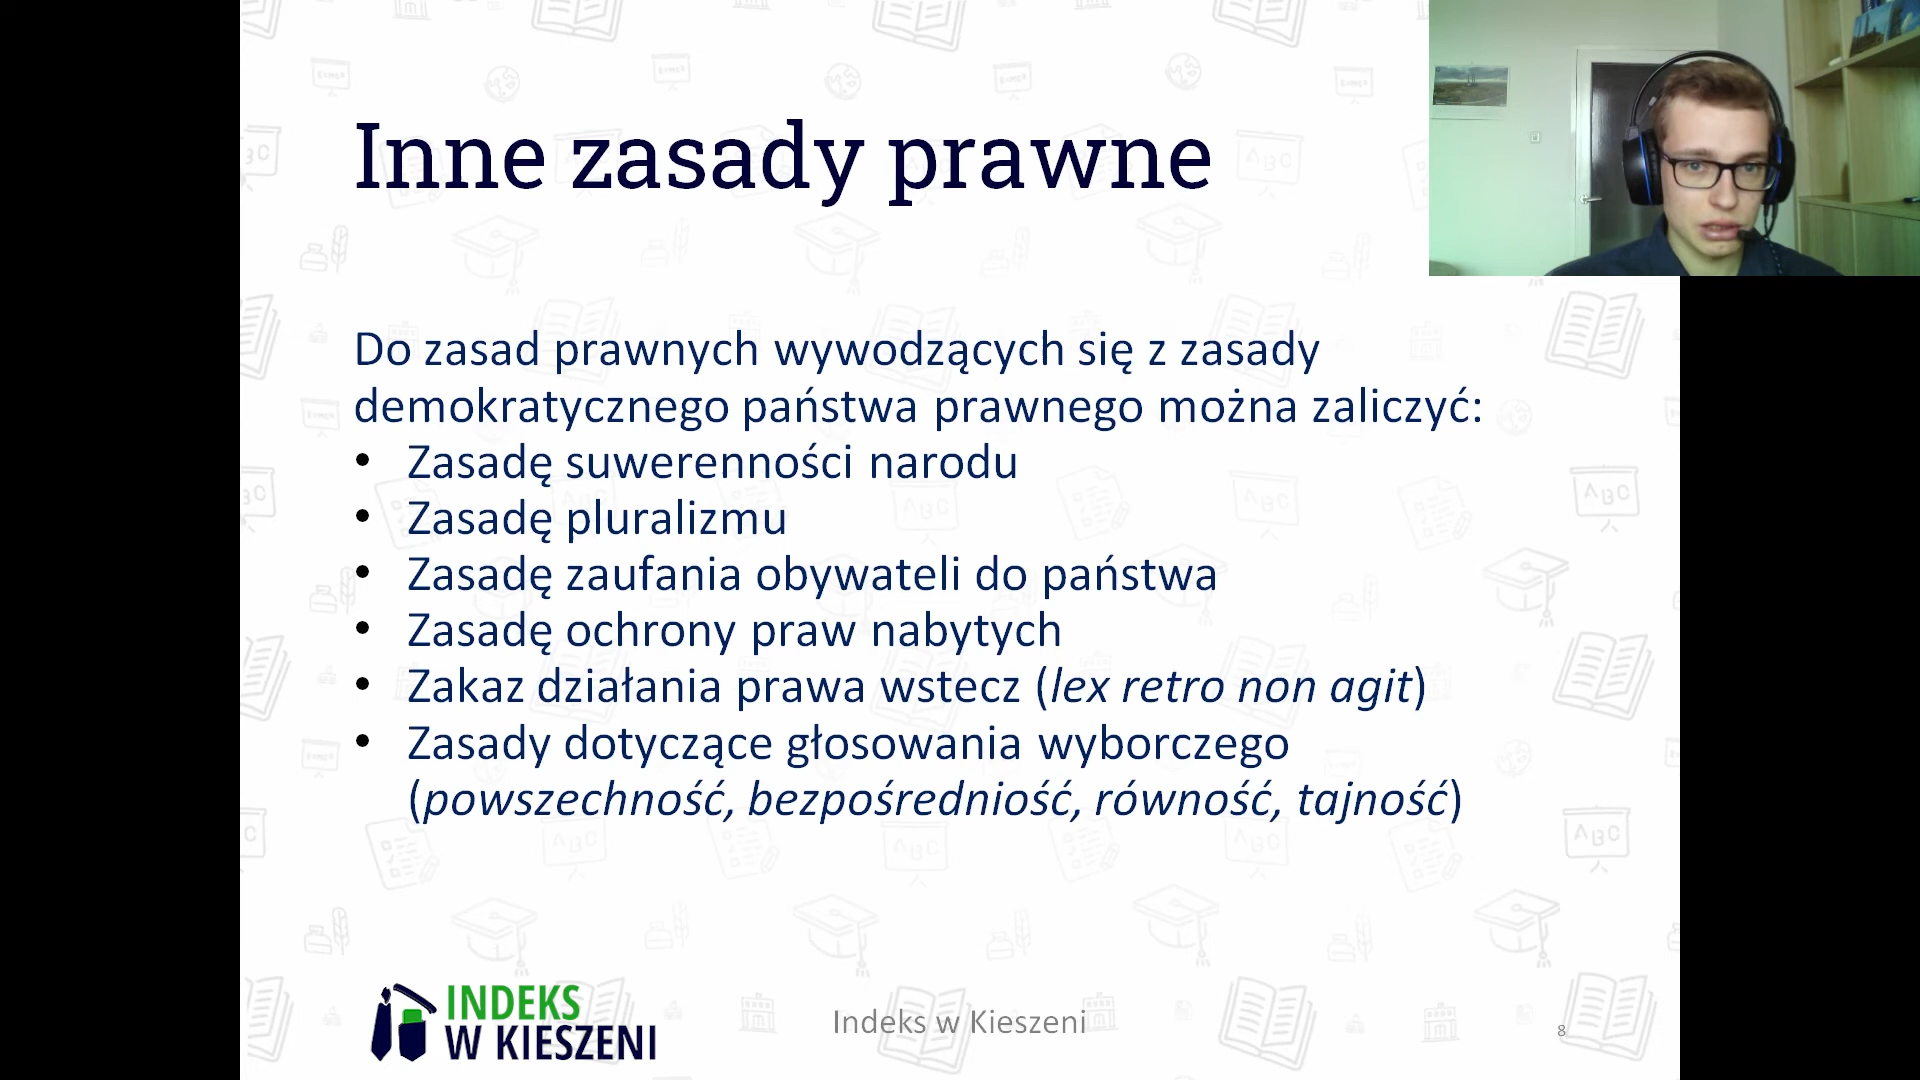 Inne zasady prawne
Do zasad prawnych wywodzących się z zasady
demokratycznego państwa prawnego można zaliczyć:
• Zasadę suwerenności narodu
• Zasadę pluralizmu
• Zasadę zaufania obywateli do państwa
• Zasadę ochrony praw nabytych
• Zakaz działania prawa wstecz (lex retro non agit)
• Zasady dotyczące głosowania wyborczego
(powszechność, bezpośredniość, równość, tajność)
INDEKS
W KIESZENI
Indeks w Kieszeni
8